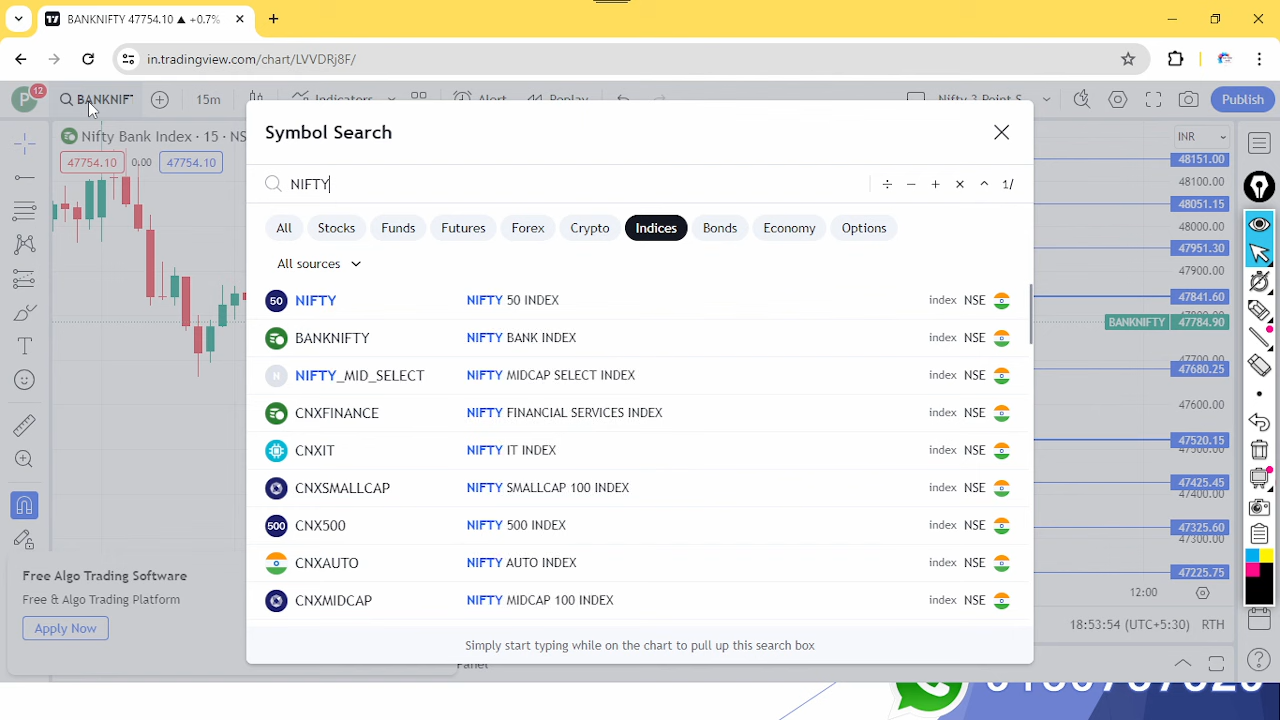 BANKNIFTY 47754.10 ▲ +0.7%
in.tradingview.com/chart/LVVDRj8F/
P 12 BANKNIF 15m Indicators Alert Replay Nifty 3 Point S Publish
Nifty Bank Index · 15 · NS
47754.10 0.00 47754.10
Symbol Search
NIFTY ÷ − + × ^ 1/
All Stocks Funds Futures Forex Crypto Indices Bonds Economy Options
All sources
50 NIFTY NIFTY 50 INDEX index NSE
BANKNIFTY NIFTY BANK INDEX index NSE
N NIFTY_MID_SELECT NIFTY MIDCAP SELECT INDEX index NSE
CNXFINANCE NIFTY FINANCIAL SERVICES INDEX index NSE
CNXIT NIFTY IT INDEX index NSE
CNXSMALLCAP NIFTY SMALLCAP 100 INDEX index NSE
500 CNX500 NIFTY 500 INDEX index NSE
CNXAUTO NIFTY AUTO INDEX index NSE
CNXMIDCAP NIFTY MIDCAP 100 INDEX index NSE
Simply start typing while on the chart to pull up this search box
INR
48151.00
48100.00
48051.15
48000.00
47951.30
47900.00
47841.60
BANKNIFTY 47784.90
47680.25
47600.00
47520.15
47425.45
47400.00
47325.60
47300.00
47225.75
12:00
18:53:54 (UTC+5:30) RTH
Free Algo Trading Software
Free & Algo Trading Platform
Apply Now
Panel